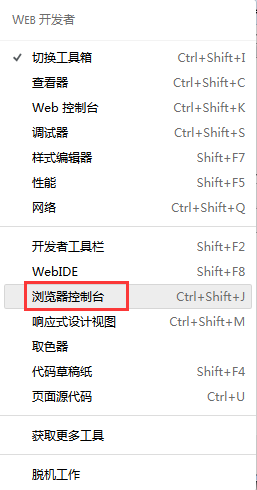 WEB 开发者
✓ 切换工具箱 Ctrl+Shift+I
查看器 Ctrl+Shift+C
Web 控制台 Ctrl+Shift+K
调试器 Ctrl+Shift+S
样式编辑器 Shift+F7
性能 Shift+F5
网络 Ctrl+Shift+Q
开发者工具栏 Shift+F2
WebIDE Shift+F8
浏览器控制台 Ctrl+Shift+J
响应式设计视图 Ctrl+Shift+M
取色器
代码草稿纸 Shift+F4
页面源代码 Ctrl+U
获取更多工具
脱机工作